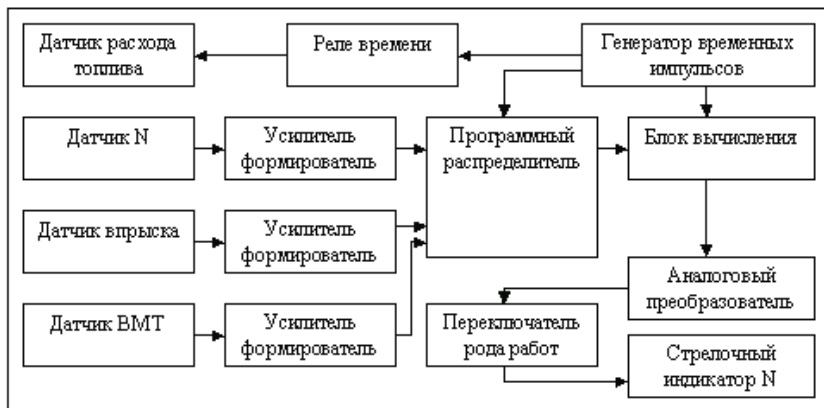 Датчик расхода
топлива
Реле времени
Генератор временных
импульсов
Датчик N
Усилитель
формирователь
Программный
распределитель
Блок вычисления
Датчик впрыска
Усилитель
формирователь
Датчик ВМТ
Усилитель
формирователь
Аналоговый
преобразователь
Переключатель
рода работ
Стрелочный
индикатор N